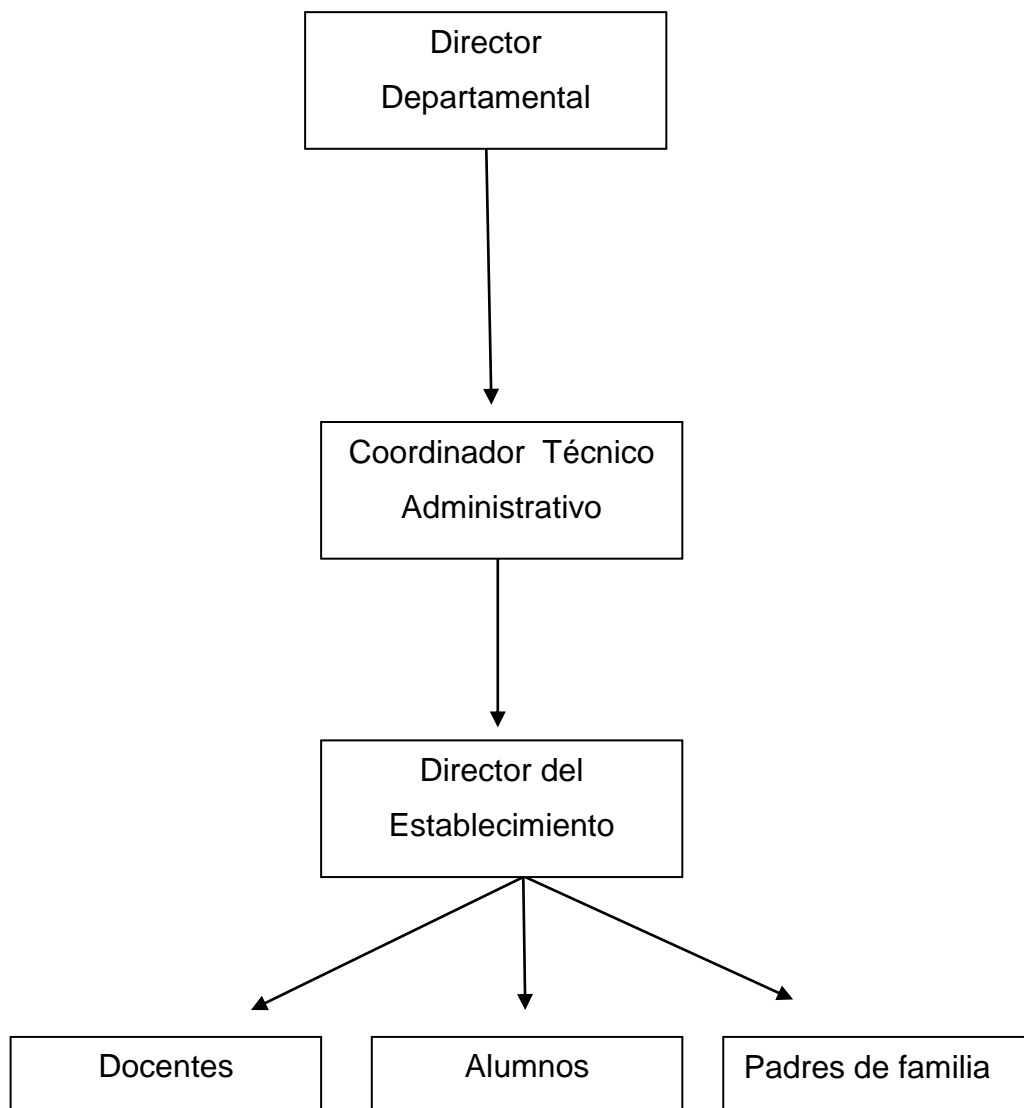 Director
Departamental
Coordinador Técnico
Administrativo
Director del
Establecimiento
Docentes
Alumnos
Padres de familia